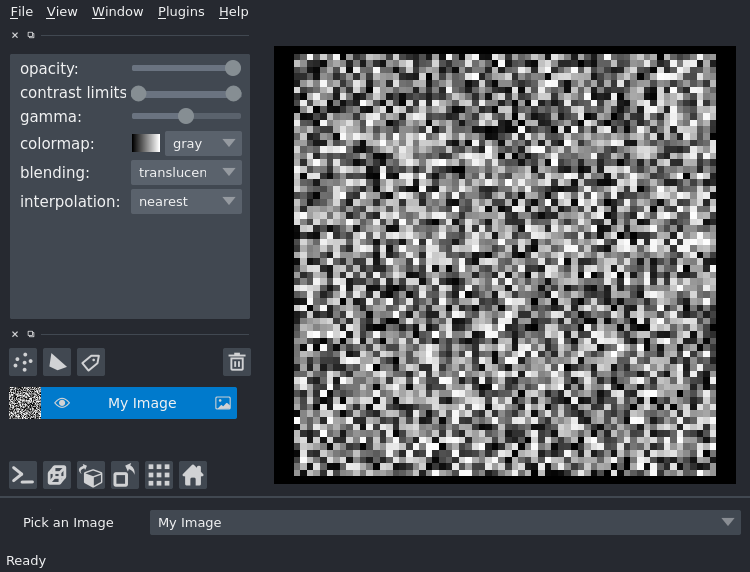 File View Window Plugins Help
opacity:
contrast limits
gamma:
colormap: gray
blending: translucen
interpolation: nearest
My Image
Pick an Image My Image
Ready